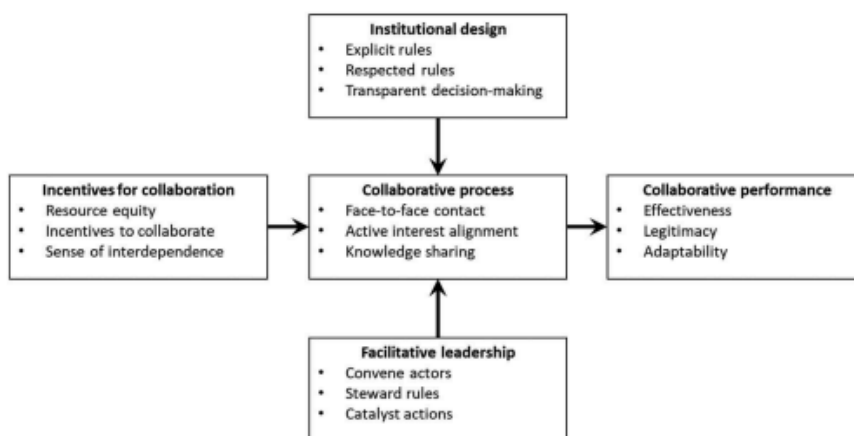 Institutional design
• Explicit rules
• Respected rules
• Transparent decision-making
Incentives for collaboration
• Resource equity
• Incentives to collaborate
• Sense of interdependence
Collaborative process
• Face-to-face contact
• Active interest alignment
• Knowledge sharing
Collaborative performance
• Effectiveness
• Legitimacy
• Adaptability
Facilitative leadership
• Convene actors
• Steward rules
• Catalyst actions